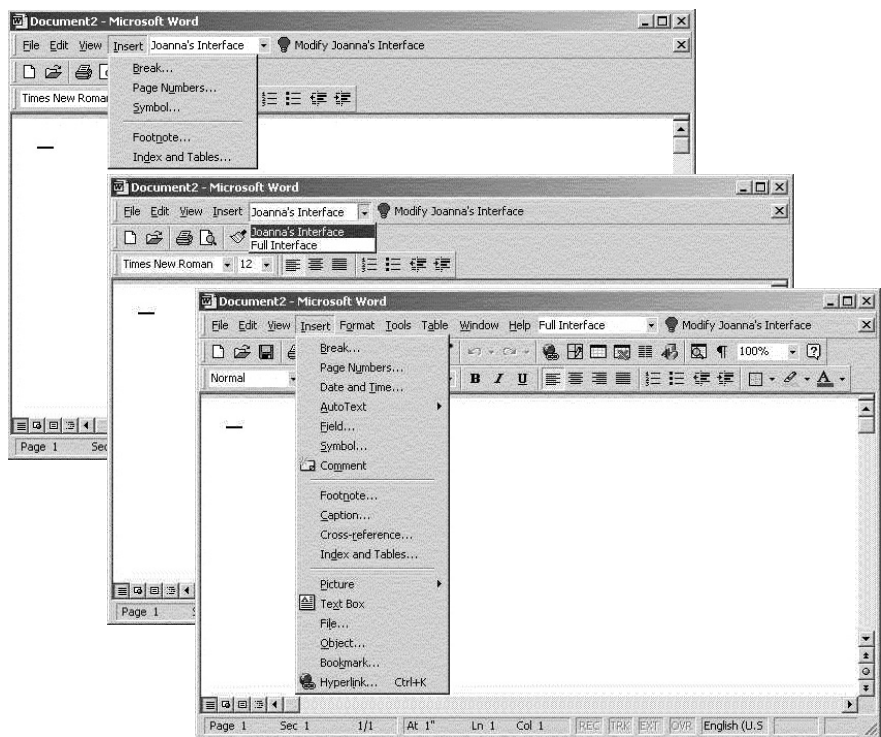 Document2 - Microsoft Word
File Edit View Insert Joanna's Interface Modify Joanna's Interface
Break...
Page Numbers...
Symbol...
Footnote...
Index and Tables...
Times New Roma
Page 1 Sec
Document2 - Microsoft Word
File Edit View Insert Joanna's Interface Modify Joanna's Interface
Joanna's Interface
Full Interface
Times New Roman 12
Page 1
Document2 - Microsoft Word
File Edit View Insert Format Tools Table Window Help Full Interface Modify Joanna's Interface
100%
Normal B I U A
Break...
Page Numbers...
Date and Time...
AutoText
Field...
Symbol...
Comment
Footnote...
Caption...
Cross-reference...
Index and Tables...
Picture
Text Box
File...
Object...
Bookmark...
Hyperlink... Ctrl+K
Page 1 Sec 1 1/1 At 1" Ln 1 Col 1 REC TRK EXT OVR English (U.S